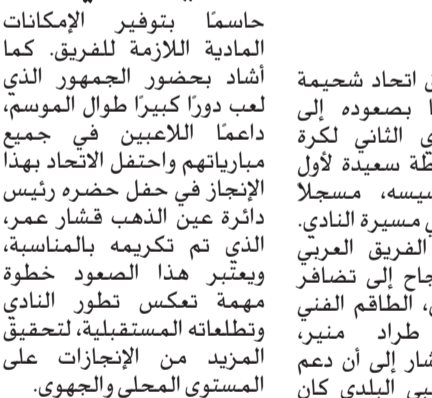 اتحاد شحيمة
بصعوده إلى
الثاني لكرة
سعيدة لأول
مسجلا
مسيرة النادي.
الفريق العربي
إلى تضافر
الطاقم الفني
طراد منير،
إلى أن دعم
البلدي كان
حاسمًا بتوفير الإمكانات
المادية اللازمة للفريق. كما
أشاد بحضور الجمهور الذي
لعب دورًا كبيرًا طوال الموسم،
داعمًا اللاعبين في جميع
مبارياتهم واحتفل الاتحاد بهذا
الإنجاز في حفل حضره رئيس
دائرة عين الذهب قشار عمر،
الذي تم تكريمه بالمناسبة،
ويعتبر هذا الصعود خطوة
مهمة تعكس تطور النادي
وتطلعاته المستقبلية، لتحقيق
المزيد من الإنجازات على
المستوى المحلي والجهوي.